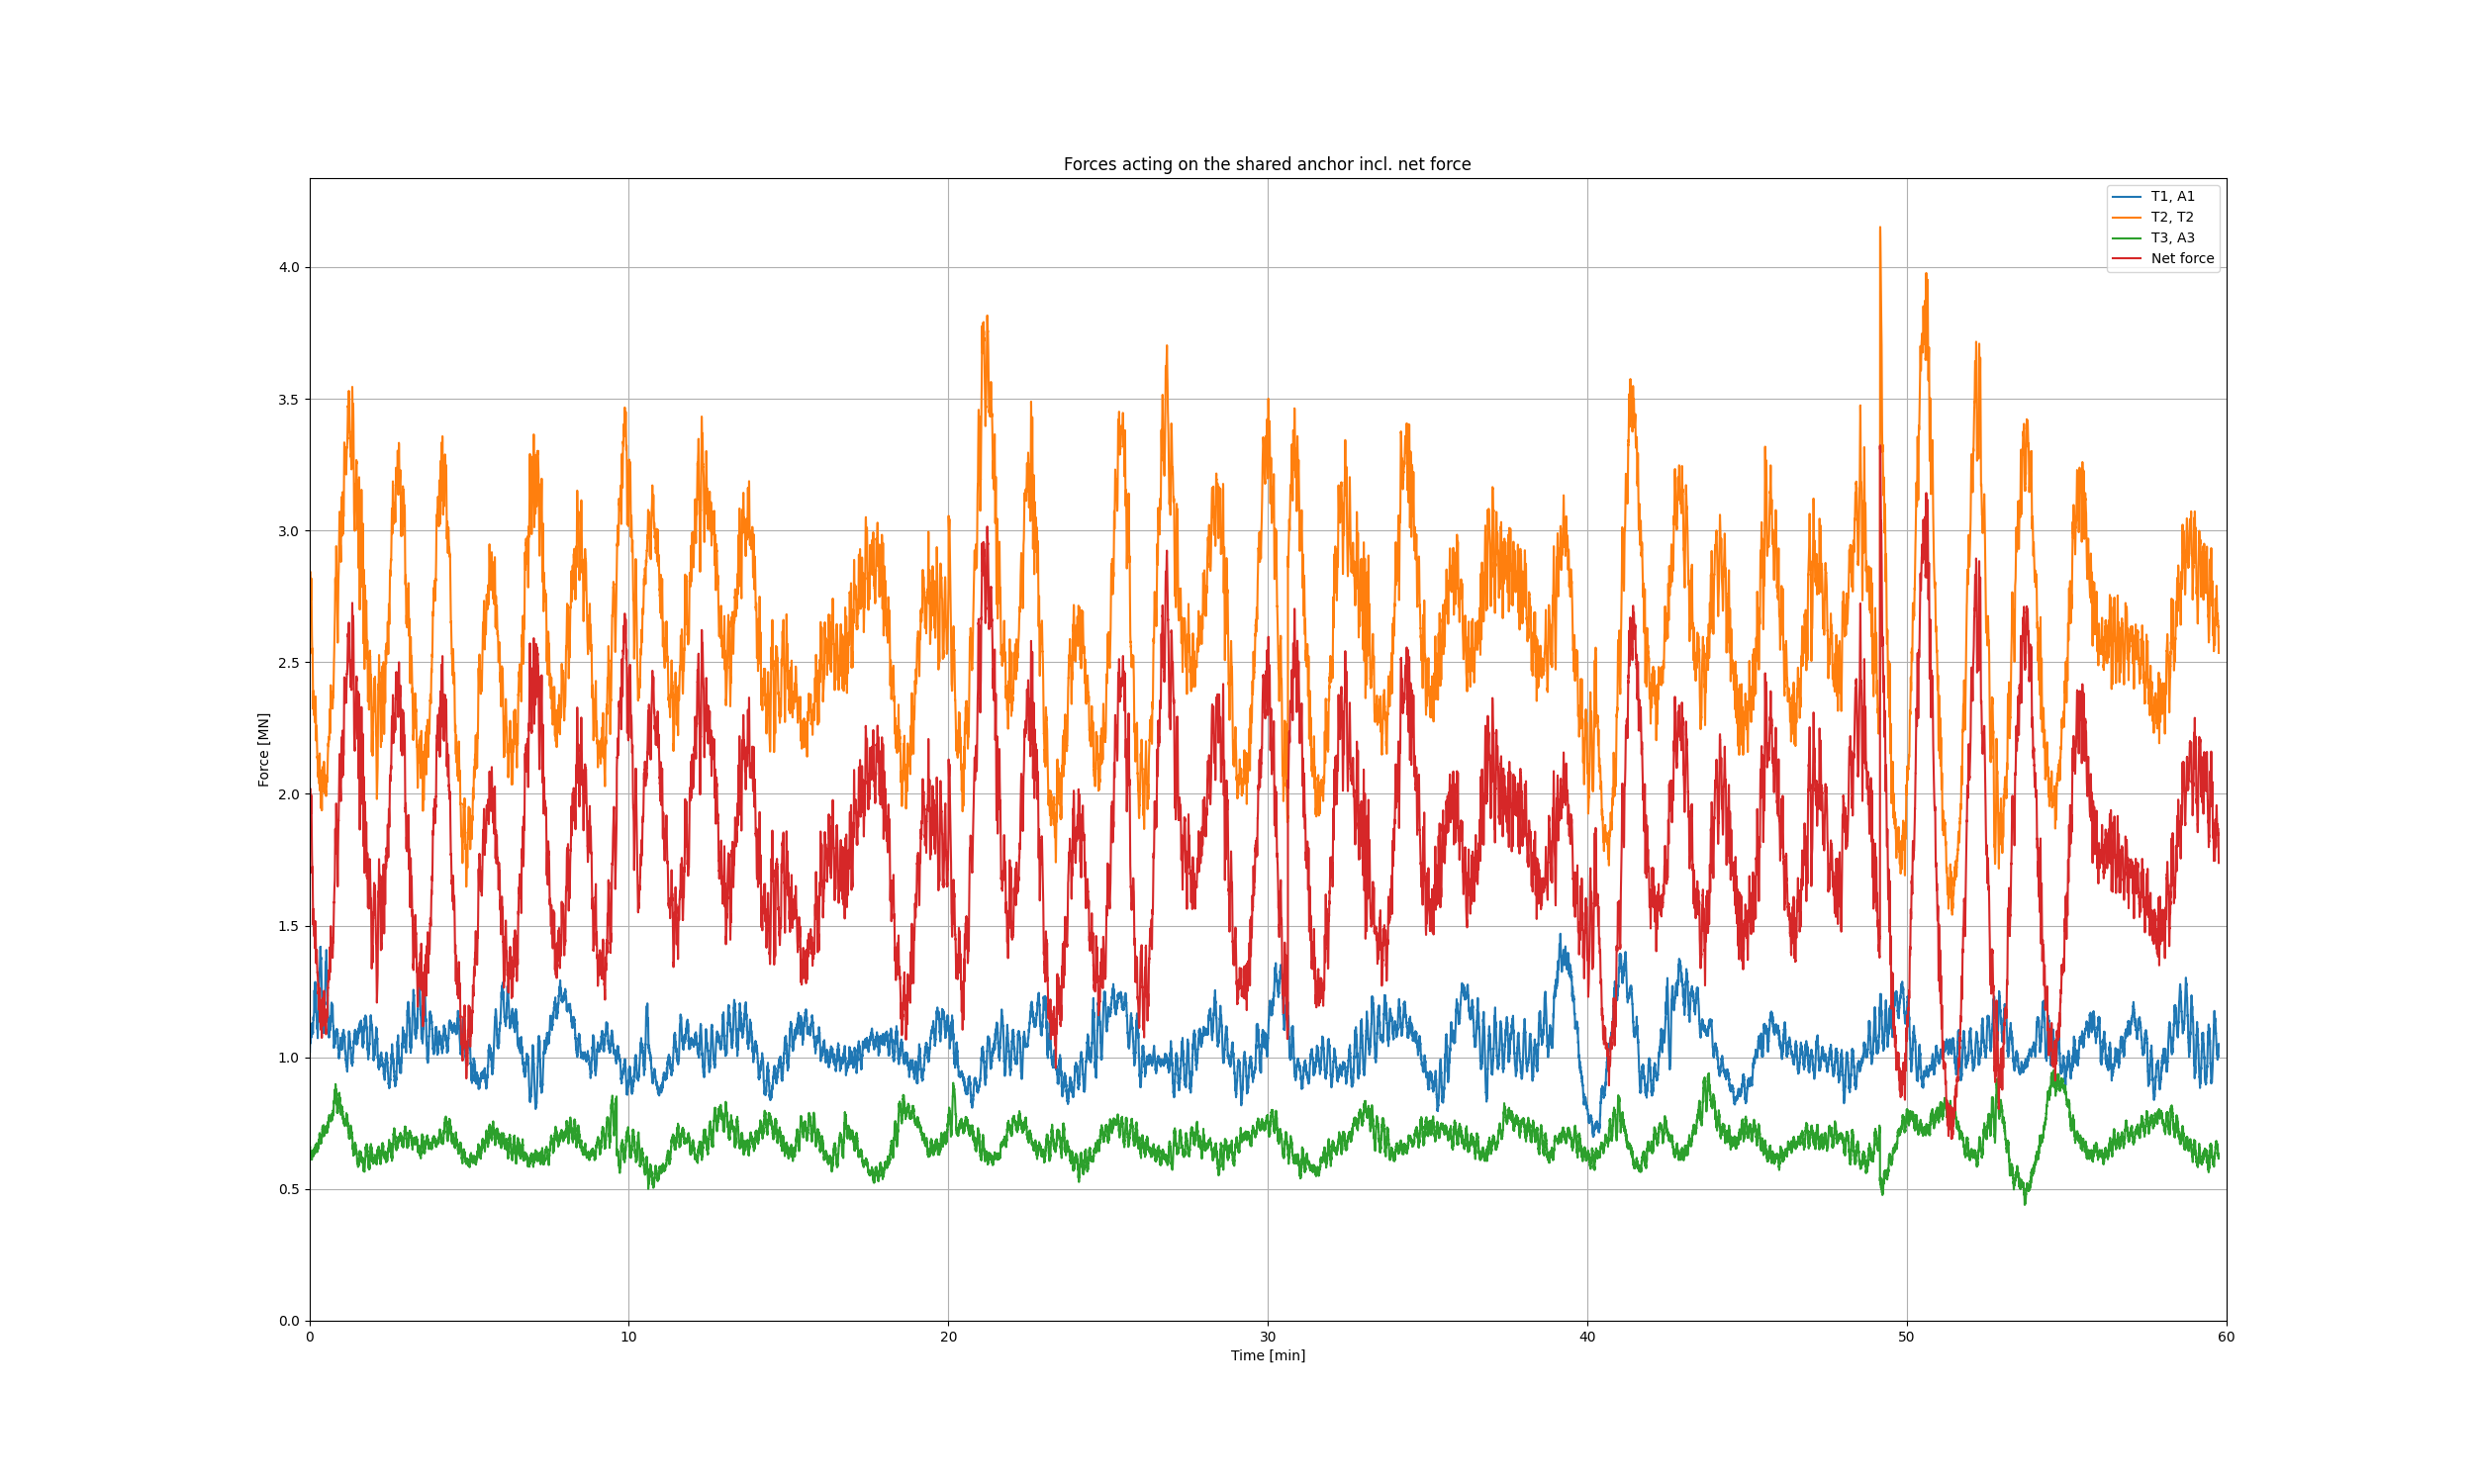 Forces acting on the shared anchor incl. net force
T1, A1
T2, T2
T3, A3
Net force
4.0
3.5
3.0
2.5
2.0
1.5
1.0
0.5
0.0
Force [MN]
0 10 20 30 40 50 60
Time [min]